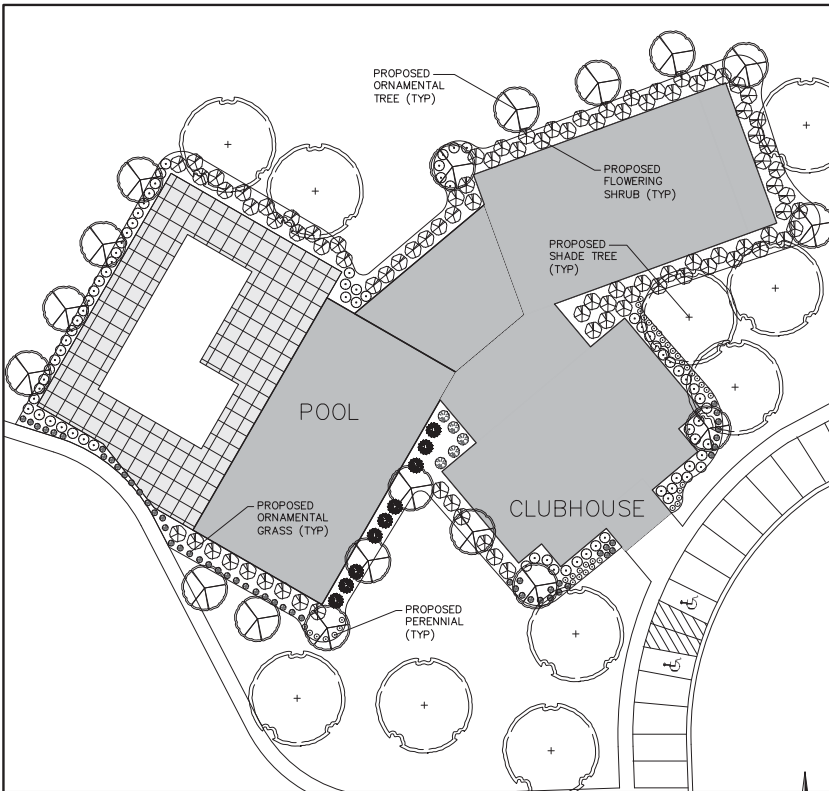 PROPOSED
ORNAMENTAL
TREE (TYP)
PROPOSED
FLOWERING
SHRUB (TYP)
PROPOSED
SHADE TREE
(TYP)
POOL
CLUBHOUSE
PROPOSED
ORNAMENTAL
GRASS (TYP)
PROPOSED
PERENNIAL
(TYP)